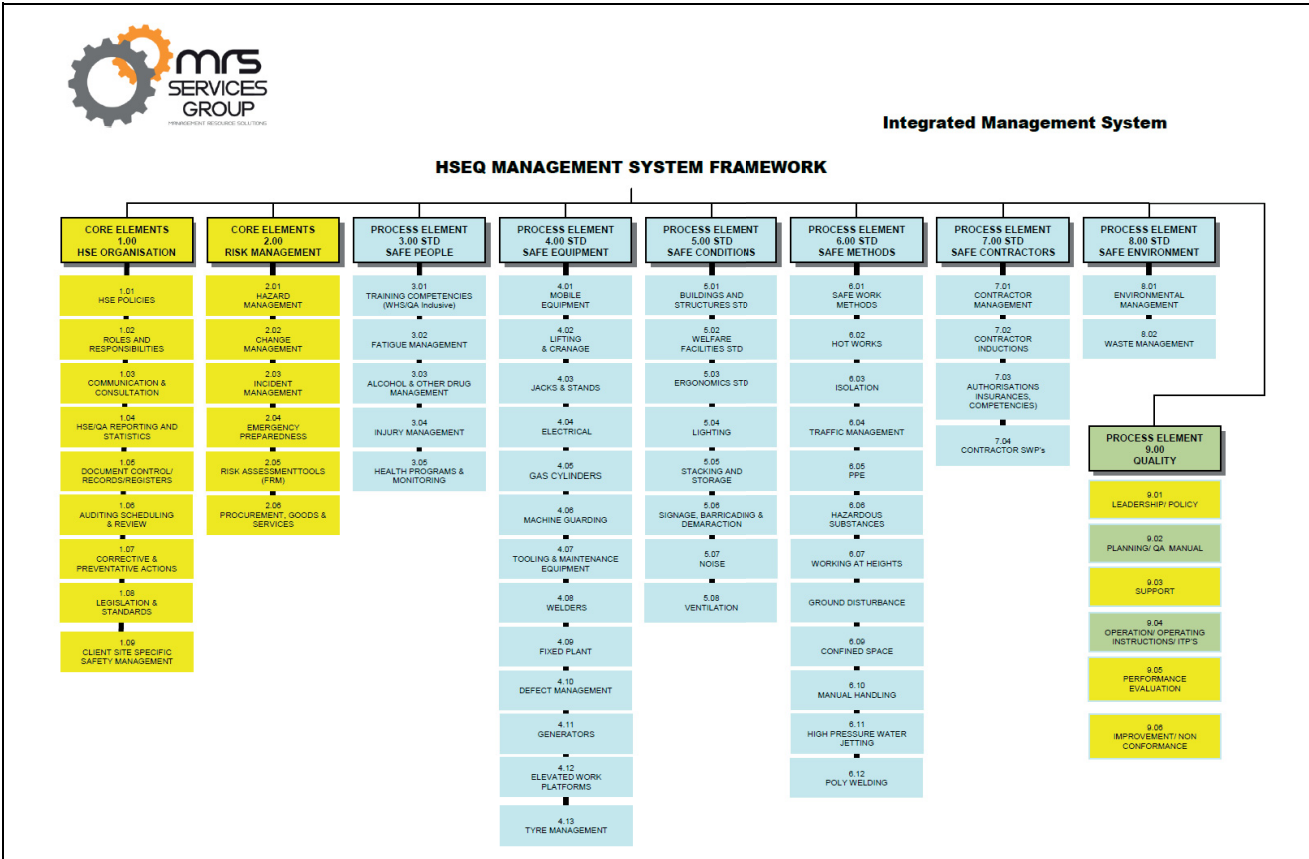 mrs
SERVICES
GROUP
MANAGEMENT RESOURCE SOLUTIONS
Integrated Management System
HSEQ MANAGEMENT SYSTEM FRAMEWORK
CORE ELEMENTS
1.00
HSE ORGANISATION
1.01
HSE POLICIES
1.02
ROLES AND
RESPONSIBILITIES
1.03
COMMUNICATION &
CONSULTATION
1.04
HSE/QA REPORTING AND
STATISTICS
1.05
DOCUMENT CONTROL/
RECORDS/REGISTERS
1.06
AUDITING SCHEDULING
& REVIEW
1.07
CORRECTIVE &
PREVENTATIVE ACTIONS
1.08
LEGISLATION &
STANDARDS
1.09
CLIENT SITE SPECIFIC
SAFETY MANAGEMENT
CORE ELEMENTS
2.00
RISK MANAGEMENT
2.01
HAZARD
MANAGEMENT
2.02
CHANGE
MANAGEMENT
2.03
INCIDENT
MANAGEMENT
2.04
EMERGENCY
PREPAREDNESS
2.05
RISK ASSESSMENTTOOLS
(FRM)
2.06
PROCUREMENT, GOODS &
SERVICES
PROCESS ELEMENT
3.00 STD
SAFE PEOPLE
3.01
TRAINING COMPETENCIES
(WHS/QA Inclusive)
3.02
FATIGUE MANAGEMENT
3.03
ALCOHOL & OTHER DRUG
MANAGEMENT
3.04
INJURY MANAGEMENT
3.05
HEALTH PROGRAMS &
MONITORING
PROCESS ELEMENT
4.00 STD
SAFE EQUIPMENT
4.01
MOBILE
EQUIPMENT
4.02
LIFTING
& CRANAGE
4.03
JACKS & STANDS
4.04
ELECTRICAL
4.05
GAS CYLINDERS
4.06
MACHINE GUARDING
4.07
TOOLING & MAINTENANCE
EQUIPMENT
4.08
WELDERS
4.09
FIXED PLANT
4.10
DEFECT MANAGEMENT
4.11
GENERATORS
4.12
ELEVATED WORK
PLATFORMS
4.13
TYRE MANAGEMENT
PROCESS ELEMENT
5.00 STD
SAFE CONDITIONS
5.01
BUILDINGS AND
STRUCTURES STD
5.02
WELFARE
FACILITIES STD
5.03
ERGONOMICS STD
5.04
LIGHTING
5.05
STACKING AND
STORAGE
5.06
SIGNAGE, BARRICADING &
DEMARACTION
5.07
NOISE
5.08
VENTILATION
PROCESS ELEMENT
6.00 STD
SAFE METHODS
6.01
SAFE WORK
METHODS
6.02
HOT WORKS
6.03
ISOLATION
6.04
TRAFFIC MANAGEMENT
6.05
PPE
6.06
HAZARDOUS
SUBSTANCES
6.07
WORKING AT HEIGHTS
GROUND DISTURBANCE
6.09
CONFINED SPACE
6.10
MANUAL HANDLING
6.11
HIGH PRESSURE WATER
JETTING
6.12
POLY WELDING
PROCESS ELEMENT
7.00 STD
SAFE CONTRACTORS
7.01
CONTRACTOR
MANAGEMENT
7.02
CONTRACTOR
INDUCTIONS
7.03
AUTHORISATIONS
INSURANCES,
COMPETENCIES)
7.04
CONTRACTOR SWP's
PROCESS ELEMENT
8.00 STD
SAFE ENVIRONMENT
8.01
ENVIRONMENTAL
MANAGEMENT
8.02
WASTE MANAGEMENT
PROCESS ELEMENT
9.00
QUALITY
9.01
LEADERSHIP/ POLICY
9.02
PLANNING/ QA MANUAL
9.03
SUPPORT
9.04
OPERATION/ OPERATING
INSTRUCTIONS/ ITP'S
9.05
PERFORMANCE
EVALUATION
9.06
IMPROVEMENT/ NON
CONFORMANCE